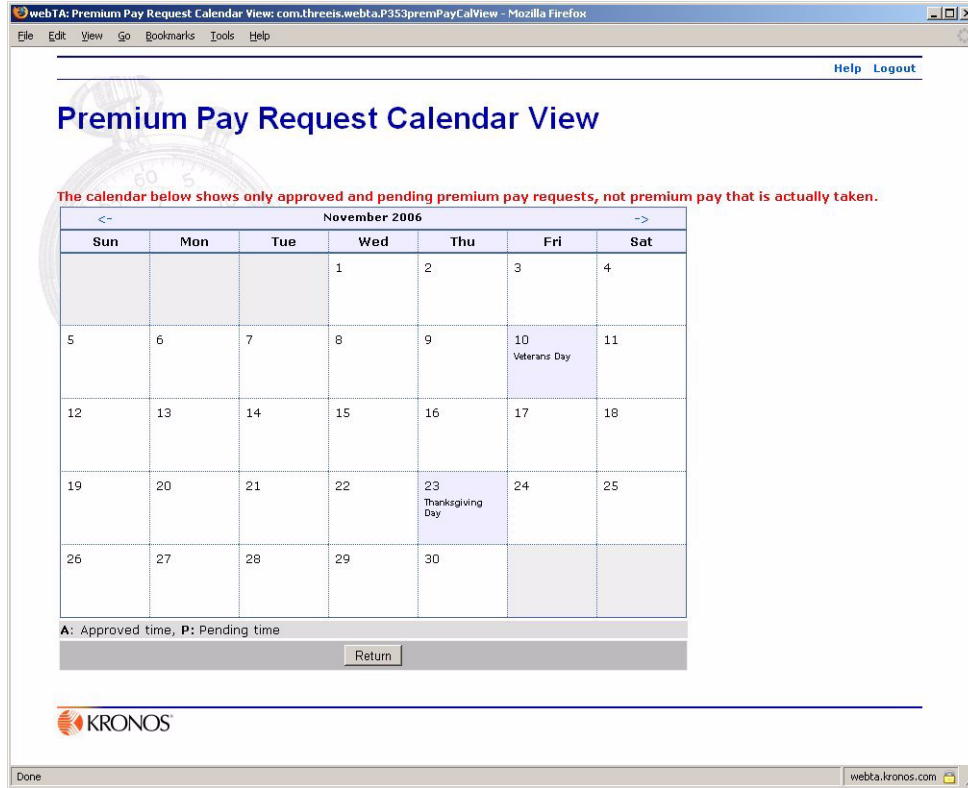 webTA: Premium Pay Request Calendar View: com.threeis.webta.P353premPayCalView - Mozilla Firefox
File Edit View Go Bookmarks Tools Help
Help Logout
Premium Pay Request Calendar View
60 5
The calendar below shows only approved and pending premium pay requests, not premium pay that is actually taken.
<- November 2006 ->
Sun Mon Tue Wed Thu Fri Sat
1 2 3 4
5 6 7 8 9 10 11
Veterans Day
12 13 14 15 16 17 18
19 20 21 22 23 24 25
Thanksgiving
Day
26 27 28 29 30
A: Approved time, P: Pending time
Return
KRONOS
Done webta.kronos.com